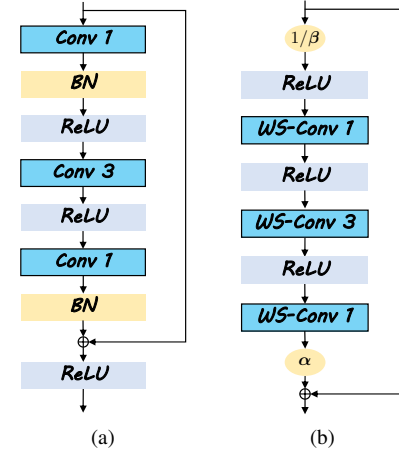 Conv 1
BN
ReLU
Conv 3
ReLU
Conv 1
BN
ReLU
(a)
1/β
ReLU
WS-Conv 1
ReLU
WS-Conv 3
ReLU
WS-Conv 1
α
(b)